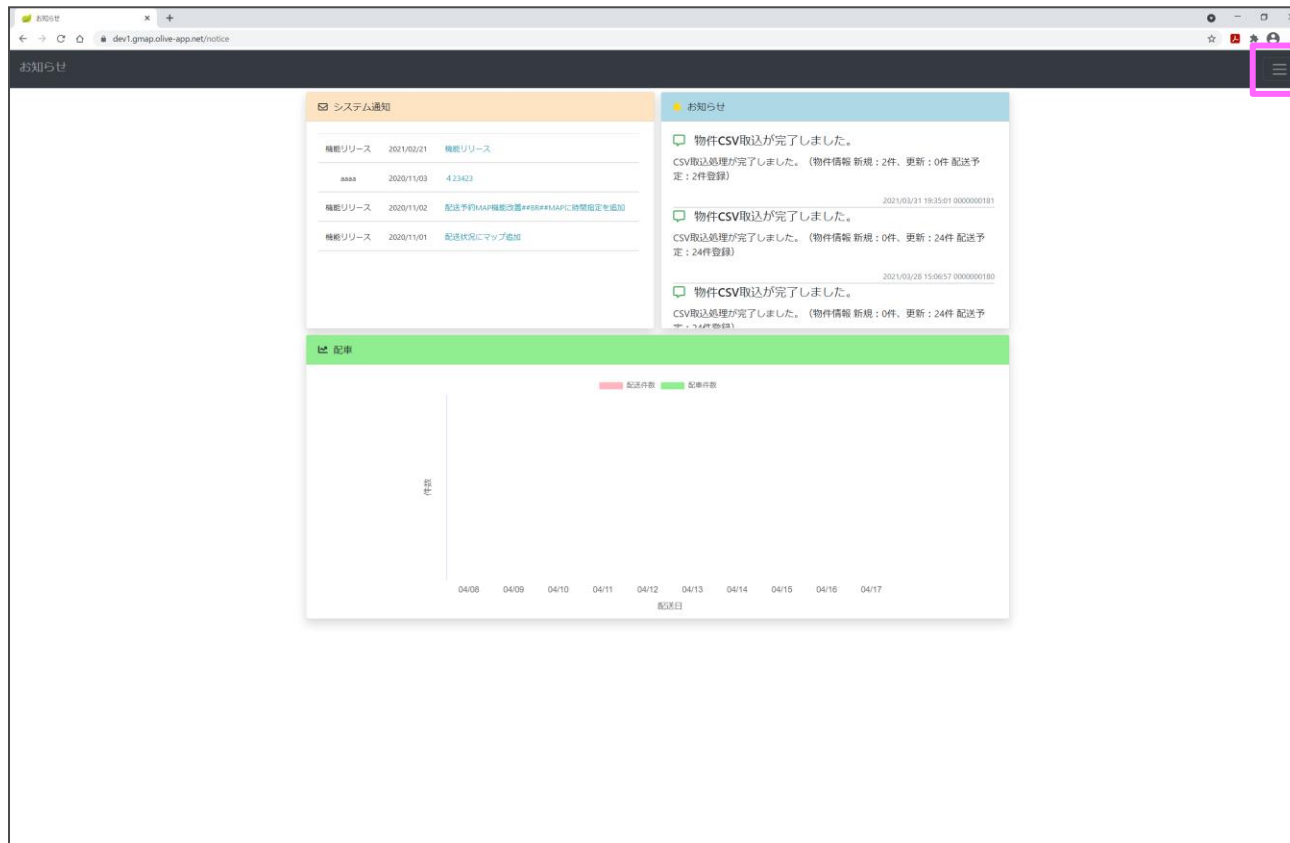 お知らせ
dev1.gmap.olive-app.net/notice
お知らせ
システム通知
機能リリース 2021/02/21 機能リリース
aaaa 2020/11/03 423423
機能リリース 2020/11/02 配送予約MAP機能改善##BR##MAPに時間指定を追加
機能リリース 2020/11/01 配送状況にマップ追加
お知らせ
物件CSV取込が完了しました。
CSV取込処理が完了しました。（物件情報 新規：2件、更新：0件 配送予
定：2件登録）
2021/03/31 19:35:01 0000000181
物件CSV取込が完了しました。
CSV取込処理が完了しました。（物件情報 新規：0件、更新：24件 配送予
定：24件登録）
2021/03/28 15:06:57 0000000180
物件CSV取込が完了しました。
CSV取込処理が完了しました。（物件情報 新規：0件、更新：24件 配送予
定：24件登録）
配車
配送件数 配車件数
件数
04/08 04/09 04/10 04/11 04/12 04/13 04/14 04/15 04/16 04/17
配送日